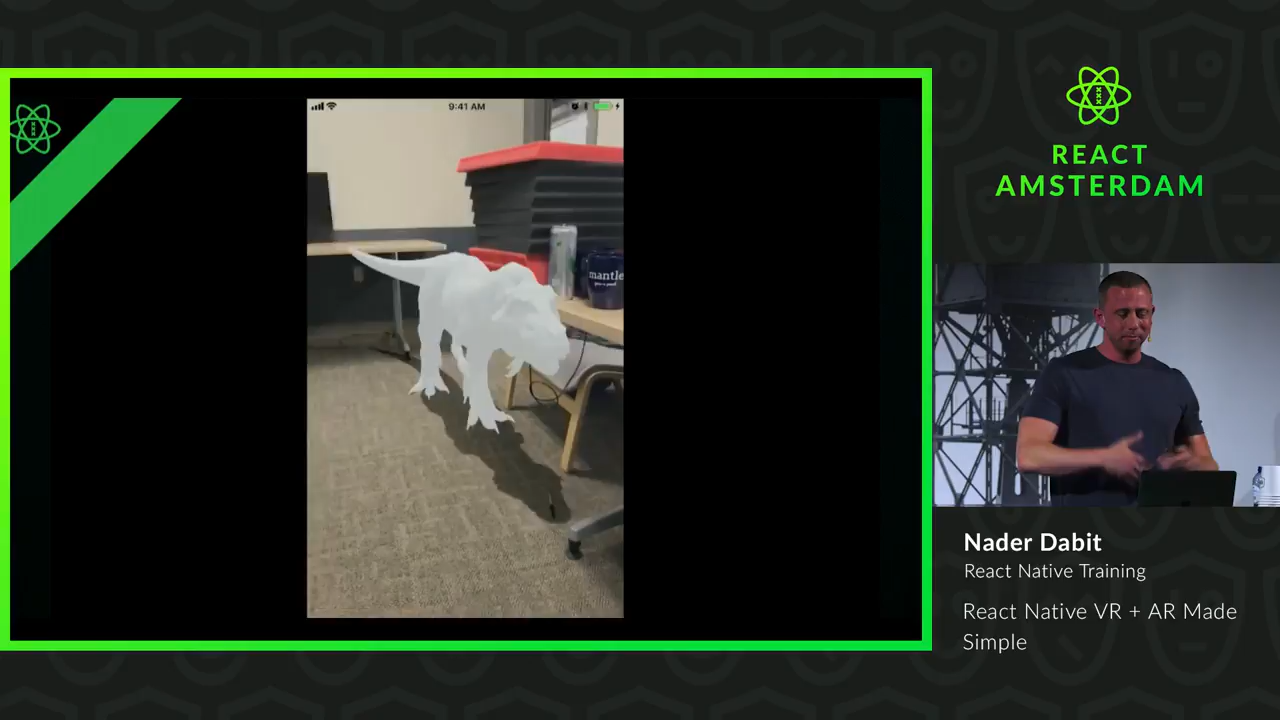 9:41 AM
mantle
REACT
AMSTERDAM
Nader Dabit
React Native Training
React Native VR + AR Made
Simple